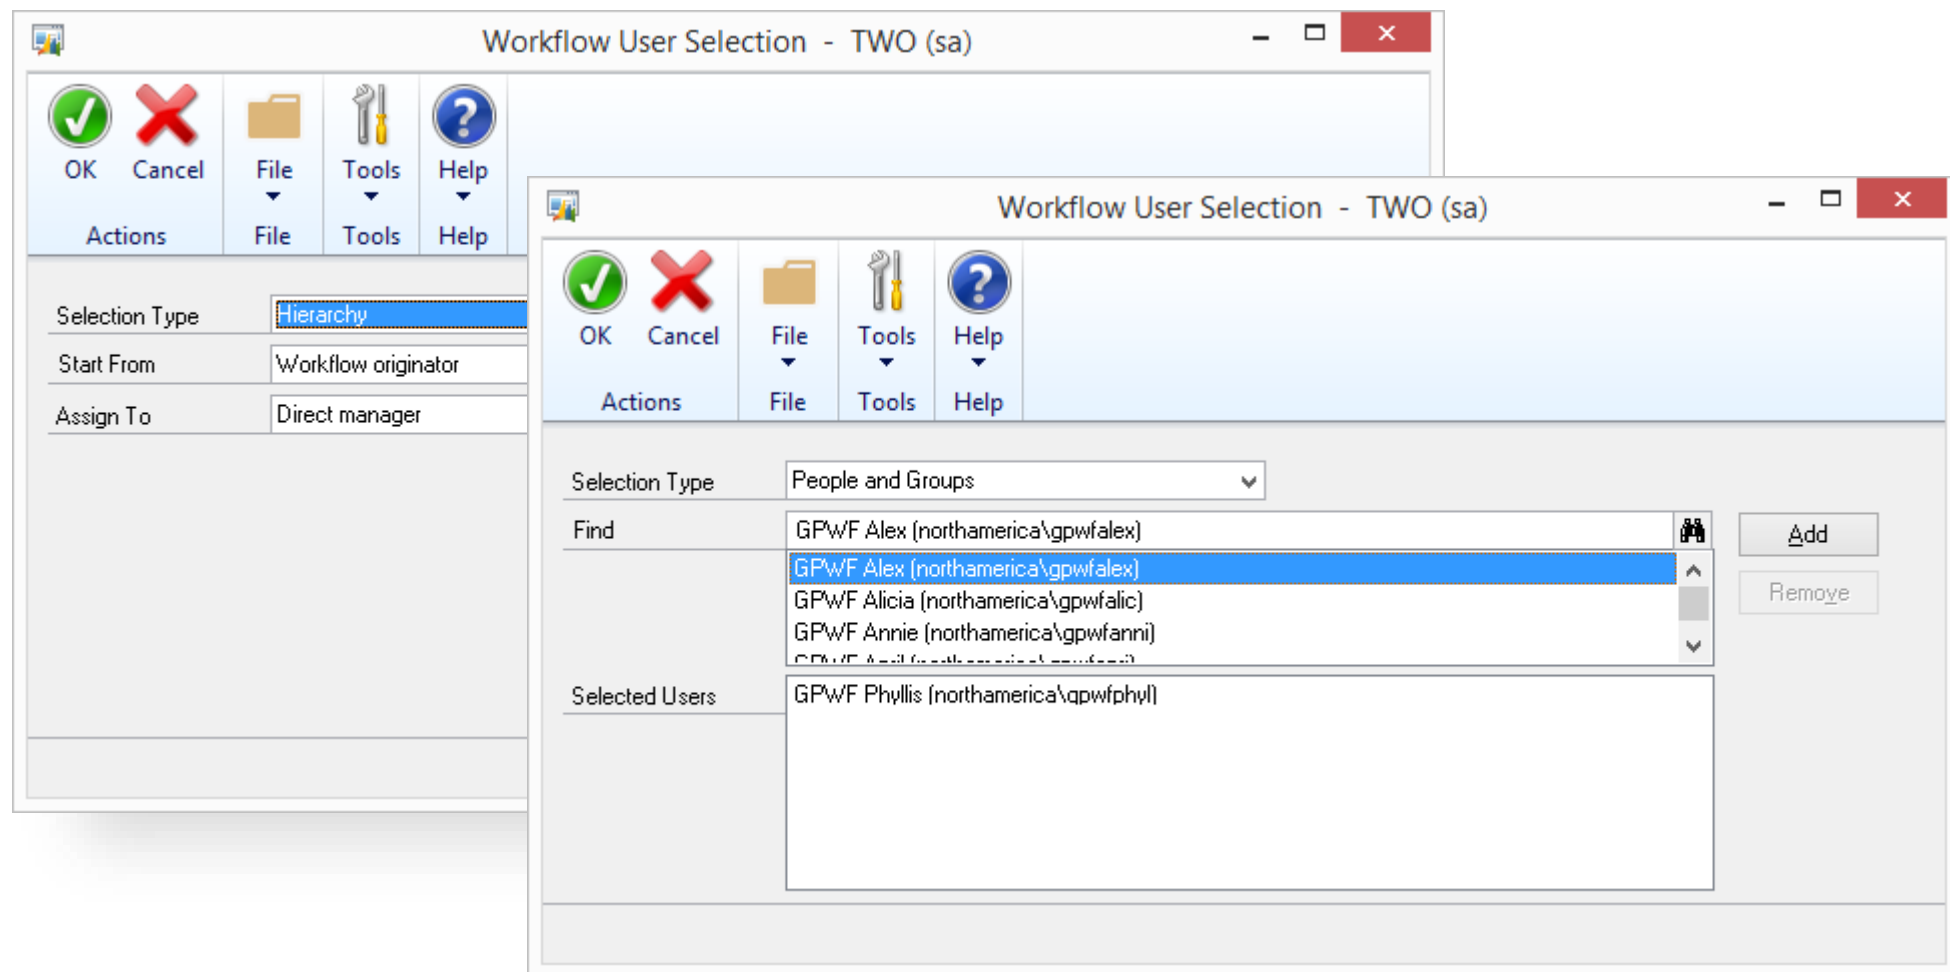 Workflow User Selection - TWO (sa)
OK Cancel File Tools Help
Actions File Tools Help
Selection Type Hierarchy
Start From Workflow originator
Assign To Direct manager
Workflow User Selection - TWO (sa)
OK Cancel File Tools Help
Actions File Tools Help
Selection Type People and Groups
Find GPWF Alex (northamerica\gpwfalex) Add
GPWF Alex (northamerica\gpwfalex)
GPWF Alicia (northamerica\gpwfalic) Remove
GPWF Annie (northamerica\gpwfanni)
Selected Users GPWF Phyllis (northamerica\gpwfphyl)